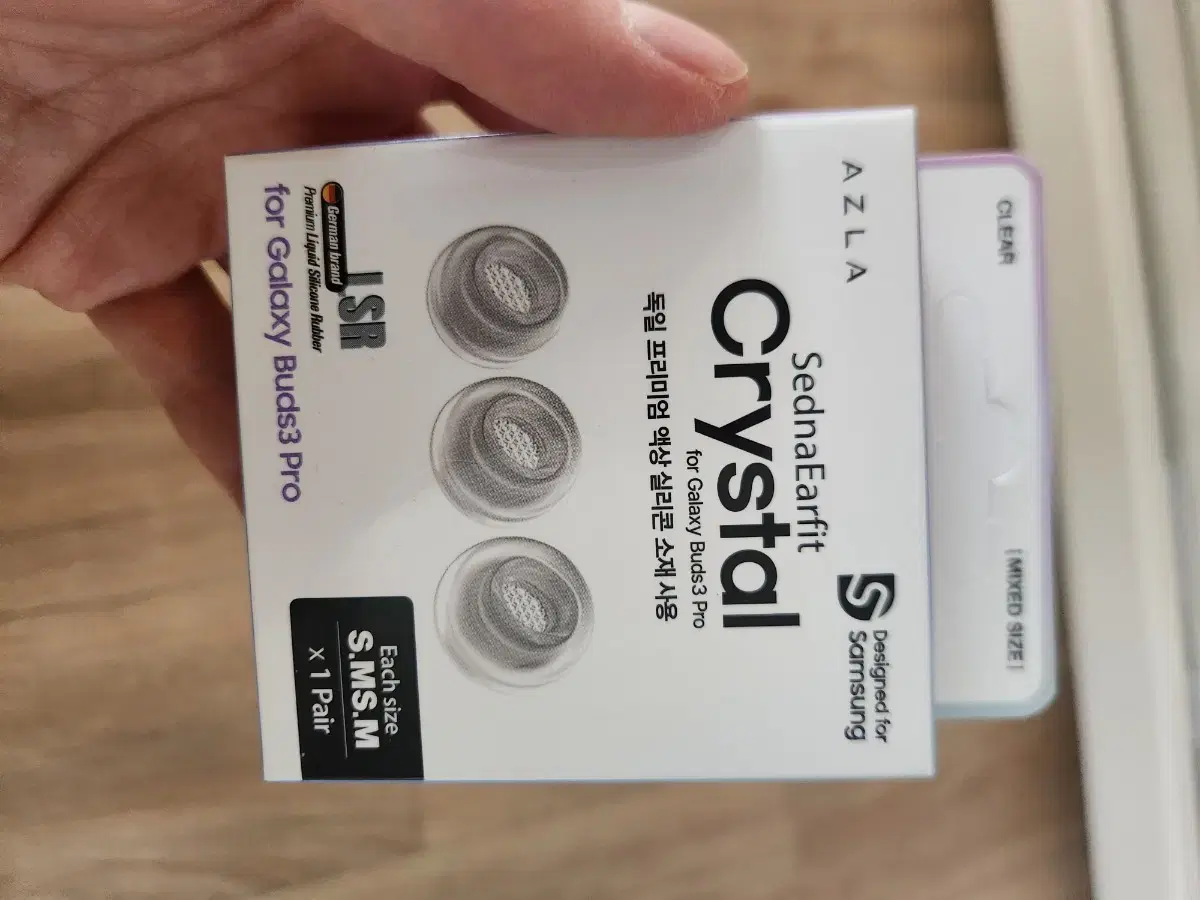 CLEAR
[MIXED SIZE]
AZLA
Designed for
Samsung
SednaEarfit
Crystal
for Galaxy Buds3 Pro
독일 프리미엄 액상 실리콘 소재 사용
LSR
German brand
Premium Liquid Silicone Rubber
for Galaxy Buds3 Pro
Each size
S.MS.M
x 1 Pair